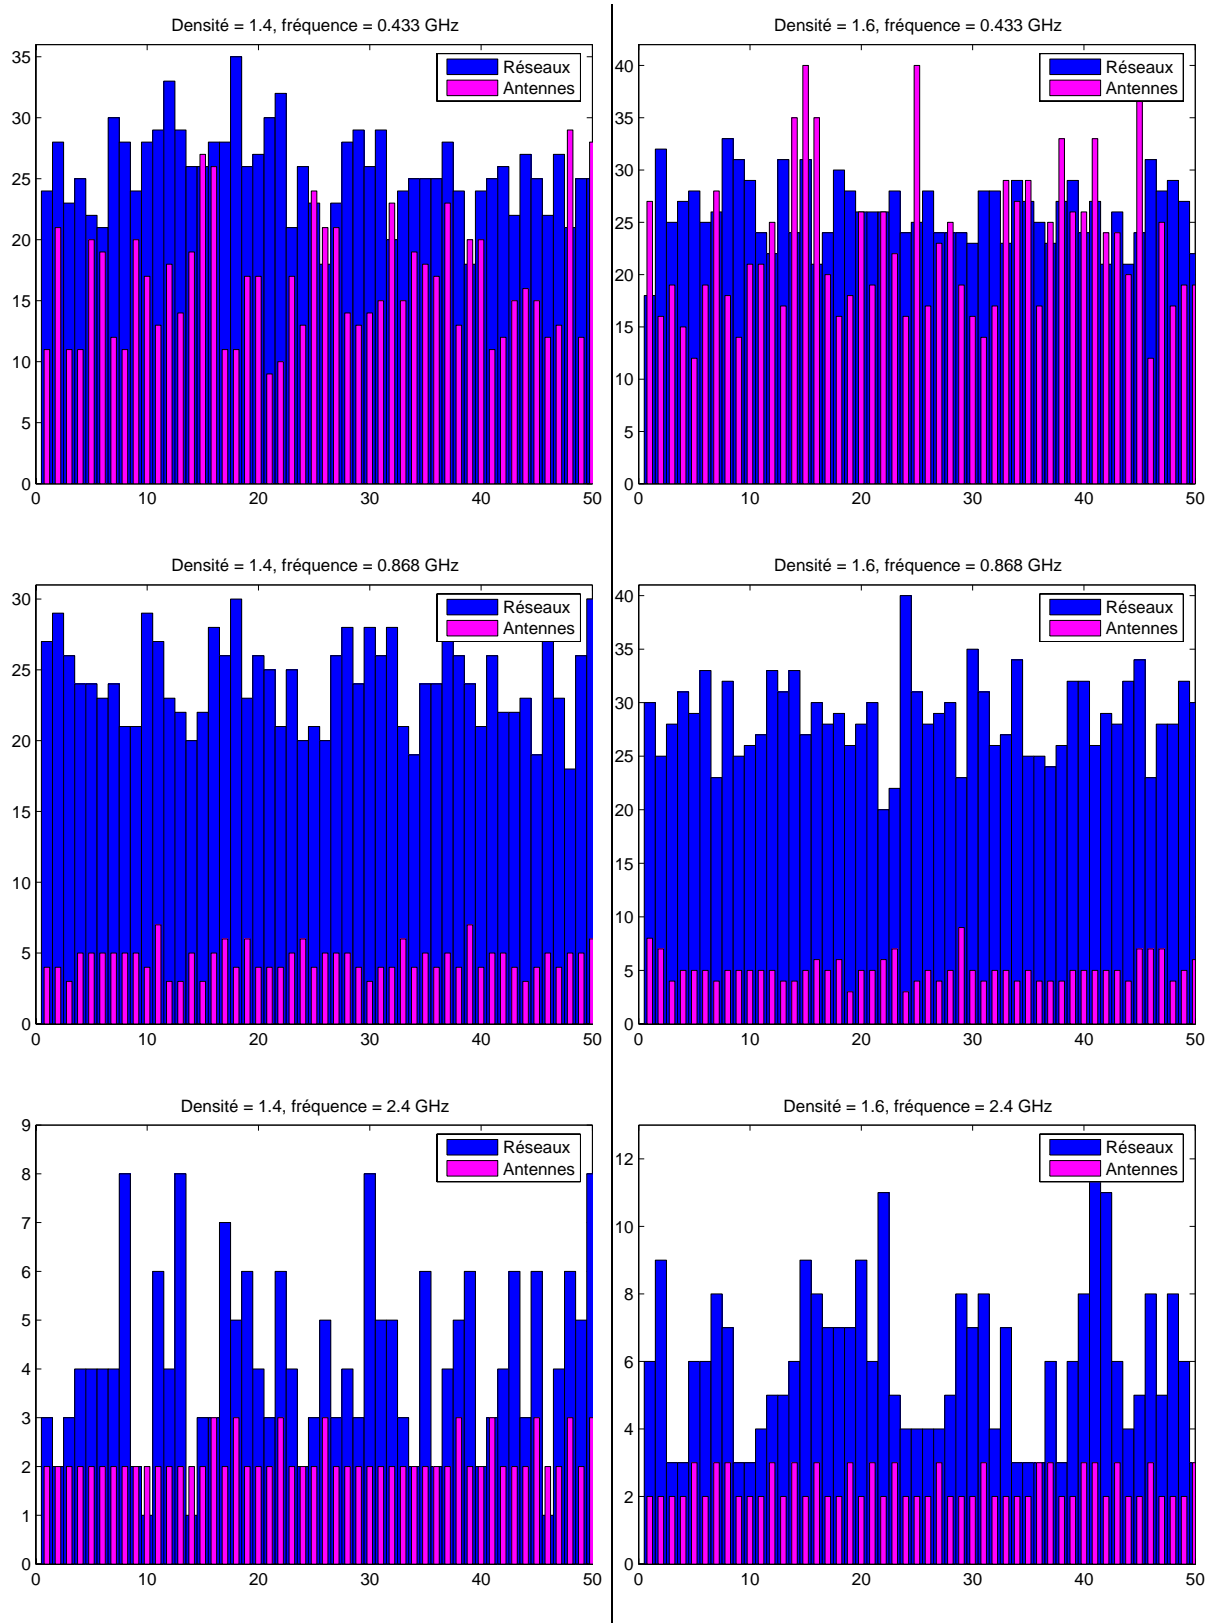 Densité = 1.4, fréquence = 0.433 GHz
35
30
25
20
15
10
5
0
0 10 20 30 40 50
Réseaux
Antennes
Densité = 1.6, fréquence = 0.433 GHz
40
35
30
25
20
15
10
5
0
0 10 20 30 40 50
Réseaux
Antennes
Densité = 1.4, fréquence = 0.868 GHz
30
25
20
15
10
5
0
0 10 20 30 40 50
Réseaux
Antennes
Densité = 1.6, fréquence = 0.868 GHz
40
35
30
25
20
15
10
5
0
0 10 20 30 40 50
Réseaux
Antennes
Densité = 1.4, fréquence = 2.4 GHz
9
8
7
6
5
4
3
2
1
0
0 10 20 30 40 50
Réseaux
Antennes
Densité = 1.6, fréquence = 2.4 GHz
12
10
8
6
4
2
0
0 10 20 30 40 50
Réseaux
Antennes